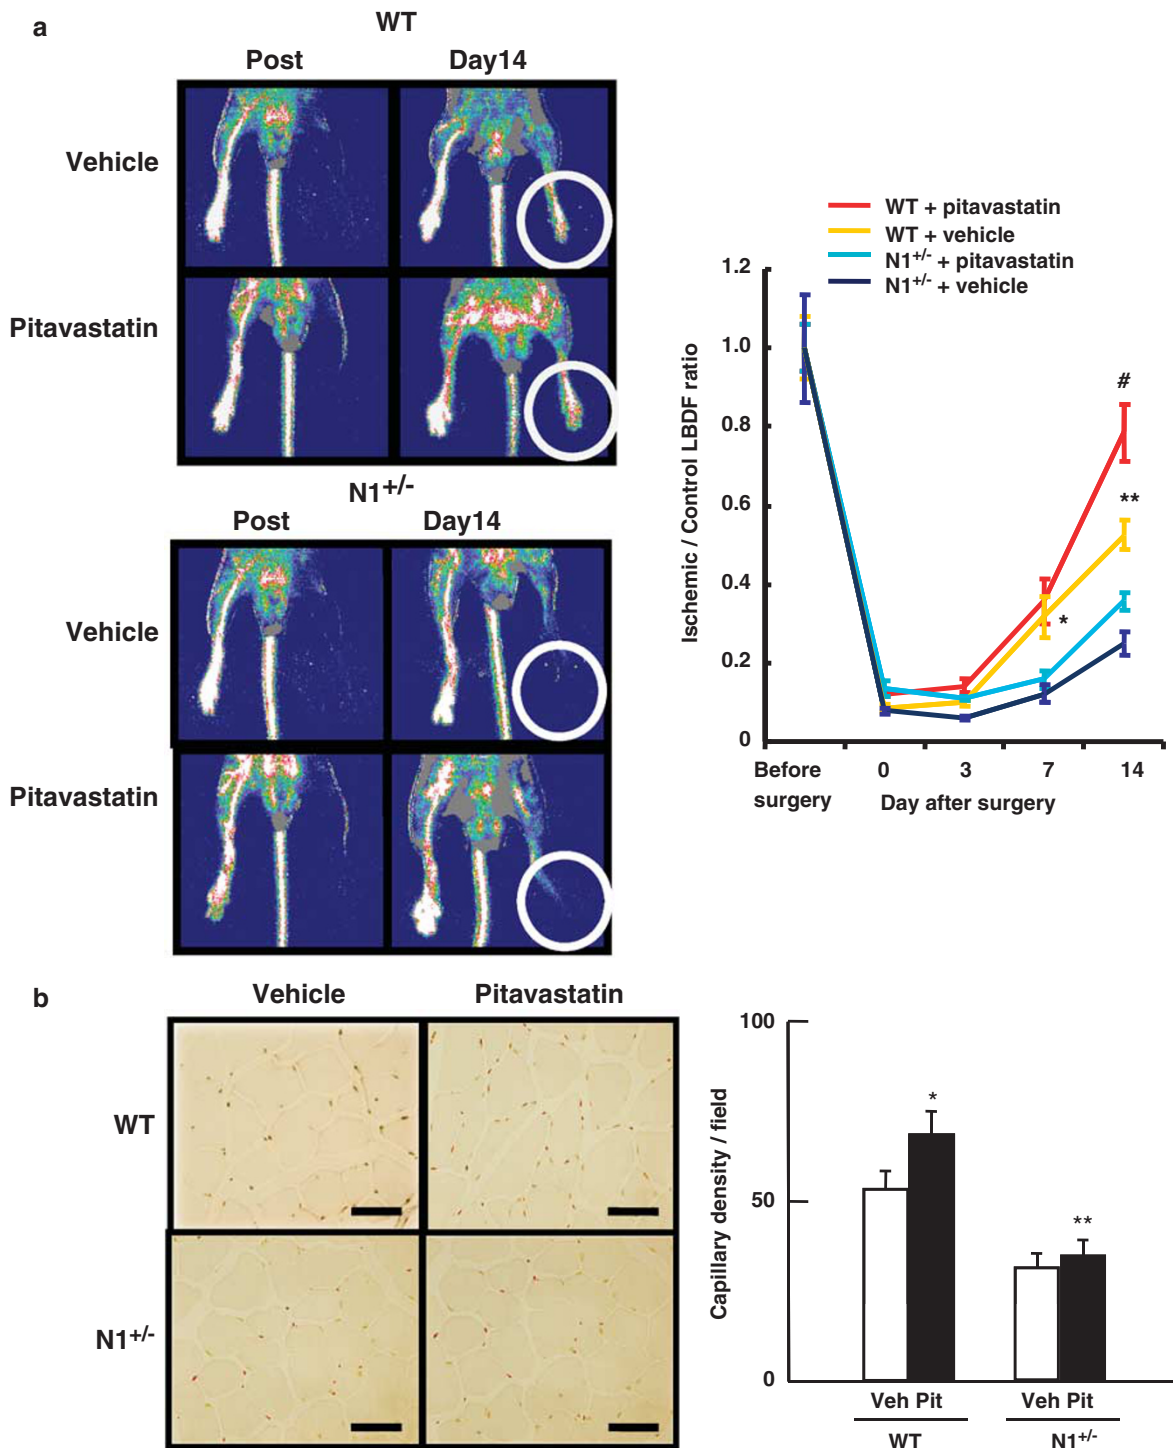 a
WT
Post Day14
Vehicle
Pitavastatin
N1+/-
Post Day14
Vehicle
Pitavastatin
WT + pitavastatin
WT + vehicle
N1+/- + pitavastatin
N1+/- + vehicle
Ischemic / Control LBDF ratio
1.2
1.0
0.8
0.6
0.4
0.2
0
#
**
*
Before surgery
0 3 7 14
Day after surgery
b
Vehicle Pitavastatin
WT
N1+/-
Capillary density / field
100
50
0
*
**
Veh Pit Veh Pit
WT N1+/-